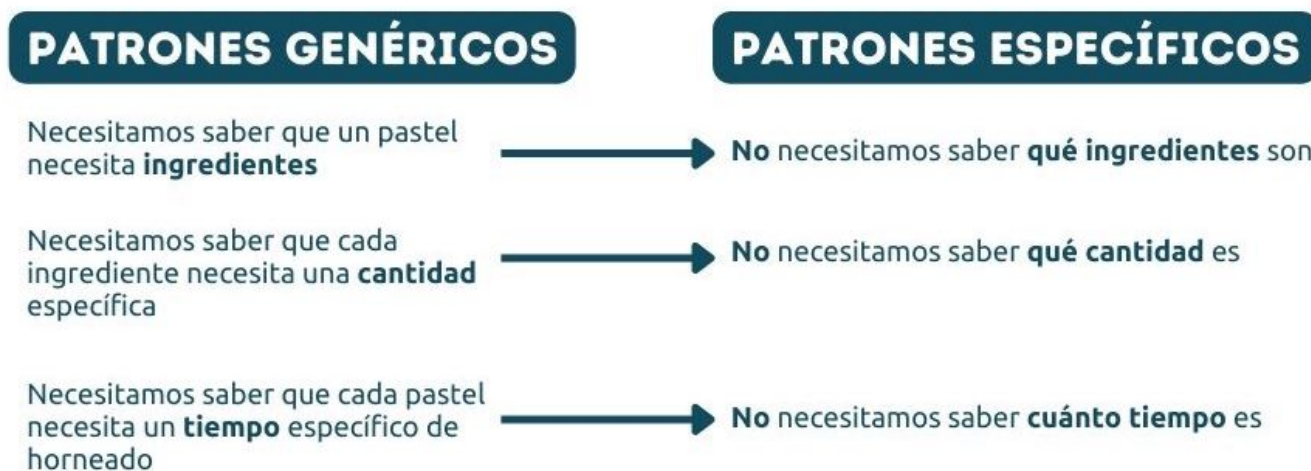 PATRONES GENÉRICOS
PATRONES ESPECÍFICOS
Necesitamos saber que un pastel
necesita ingredientes
No necesitamos saber qué ingredientes son
Necesitamos saber que cada
ingrediente necesita una cantidad
específica
No necesitamos saber qué cantidad es
Necesitamos saber que cada pastel
necesita un tiempo específico de
horneado
No necesitamos saber cuánto tiempo es